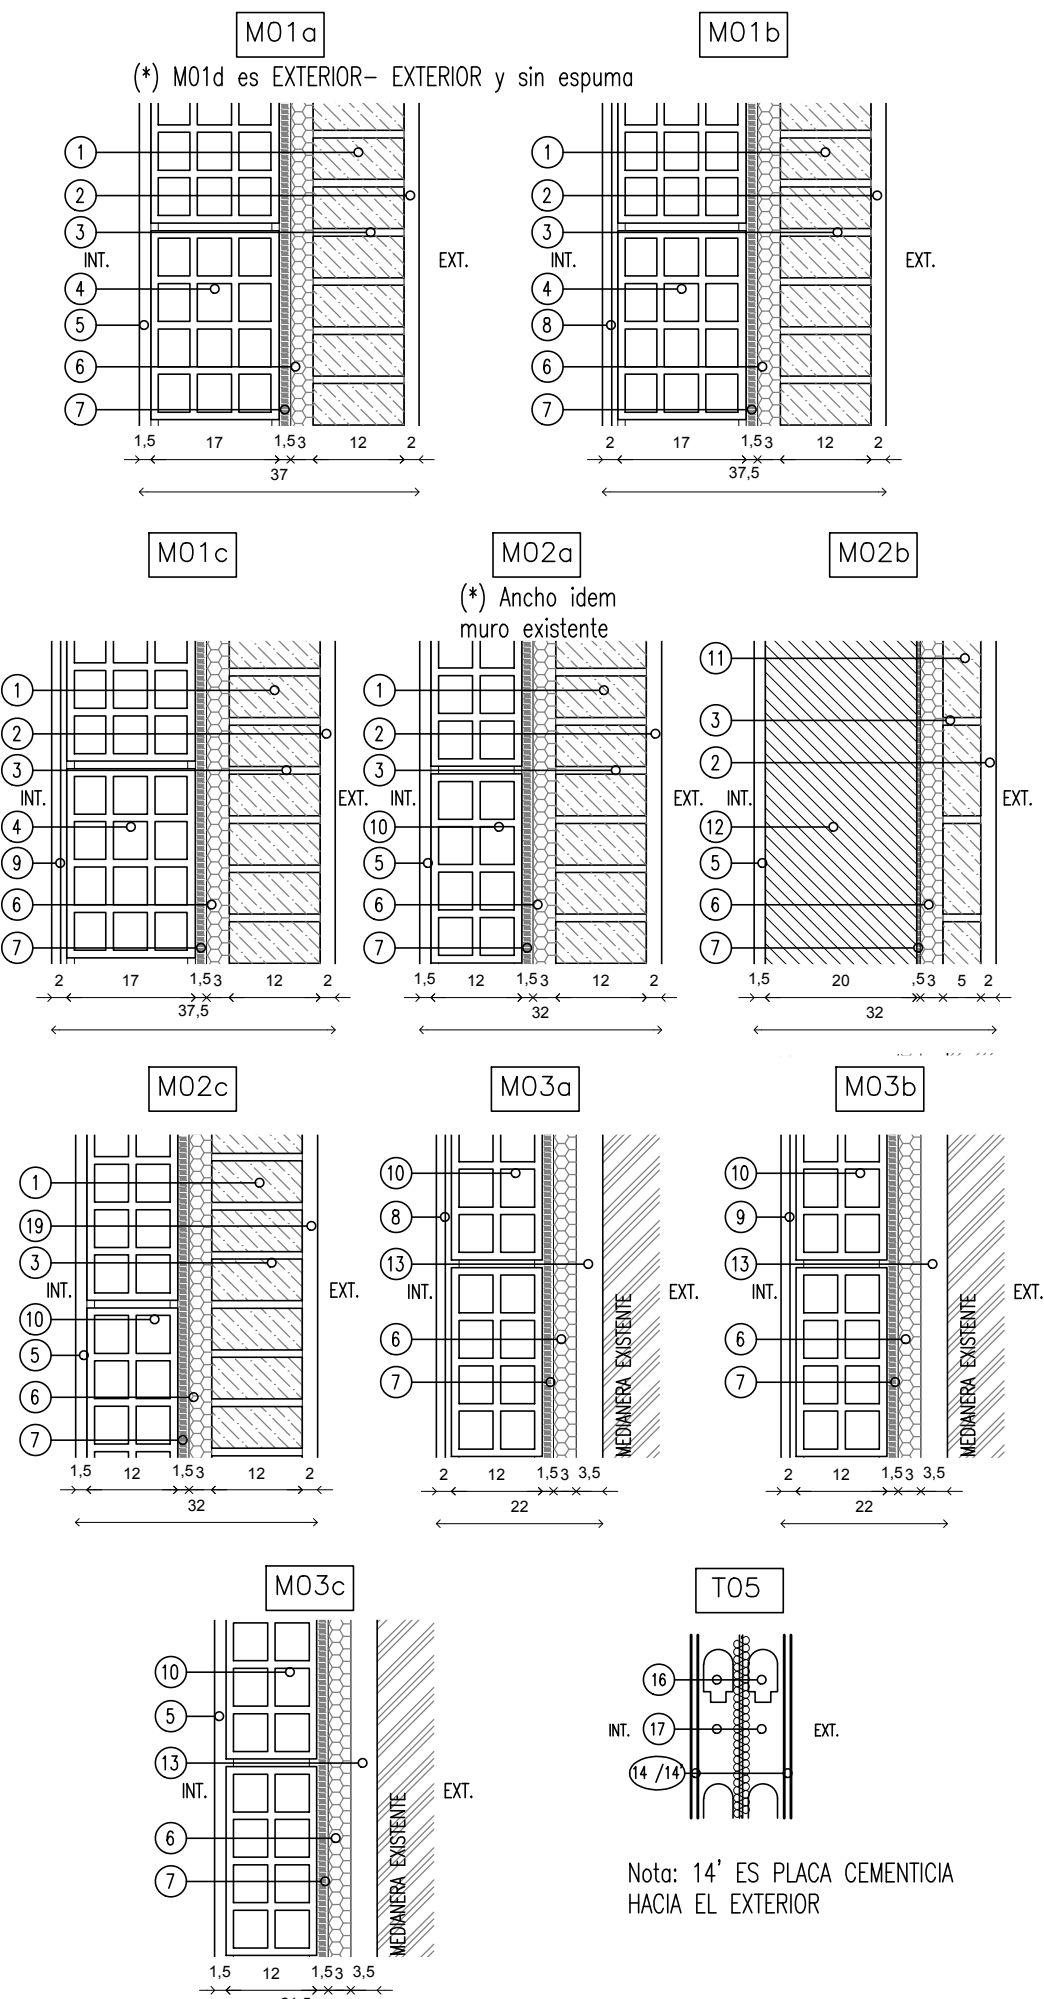 M01a
(*) M01d es EXTERIOR- EXTERIOR y sin espuma
1
2
3
INT.
EXT.
4
5
6
7
1,5 17 1,5 3 12 2
37
M01b
1
2
3
INT.
EXT.
4
8
6
7
2 17 1,5 3 12 2
37,5
M01c
1
2
3
INT.
EXT.
4
9
6
7
2 17 1,5 3 12 2
37,5
M02a
(*) Ancho idem
muro existente
1
2
3
INT.
EXT.
10
5
6
7
1,5 12 1,5 3 12 2
32
M02b
11
3
2
INT.
EXT.
12
5
6
7
1,5 20 ,5 3 5 2
32
M02c
1
19
3
INT.
EXT.
10
5
6
7
1,5 12 1,5 3 12 2
32
M03a
10
8
13
INT.
EXT.
6
7
MEDIANERA EXISTENTE
2 12 1,5 3 3,5
22
M03b
10
9
13
INT.
EXT.
6
7
MEDIANERA EXISTENTE
2 12 1,5 3 3,5
22
M03c
10
5
13
INT.
EXT.
6
7
MEDIANERA EXISTENTE
1,5 12 1,5 3 3,5
T05
16
INT.
17
EXT.
14 /14'
Nota: 14' ES PLACA CEMENTICIA
HACIA EL EXTERIOR